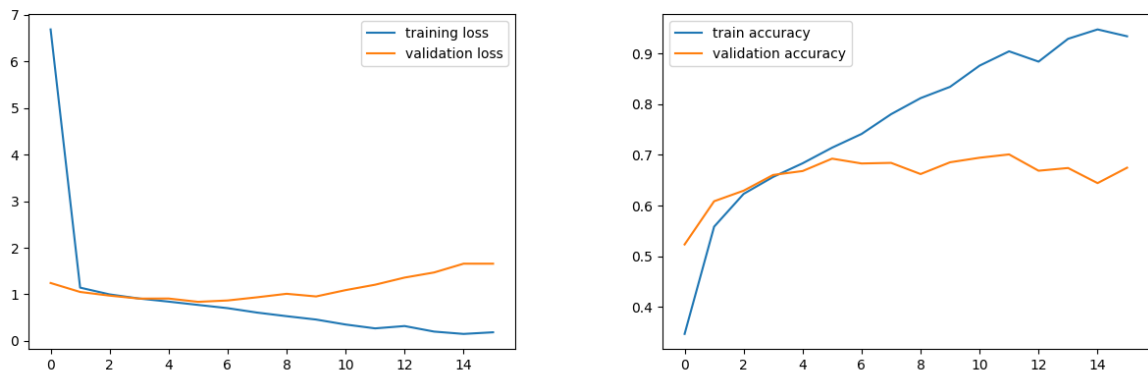 training loss
validation loss
7
6
5
4
3
2
1
0
0 2 4 6 8 10 12 14
train accuracy
validation accuracy
0.9
0.8
0.7
0.6
0.5
0.4
0 2 4 6 8 10 12 14